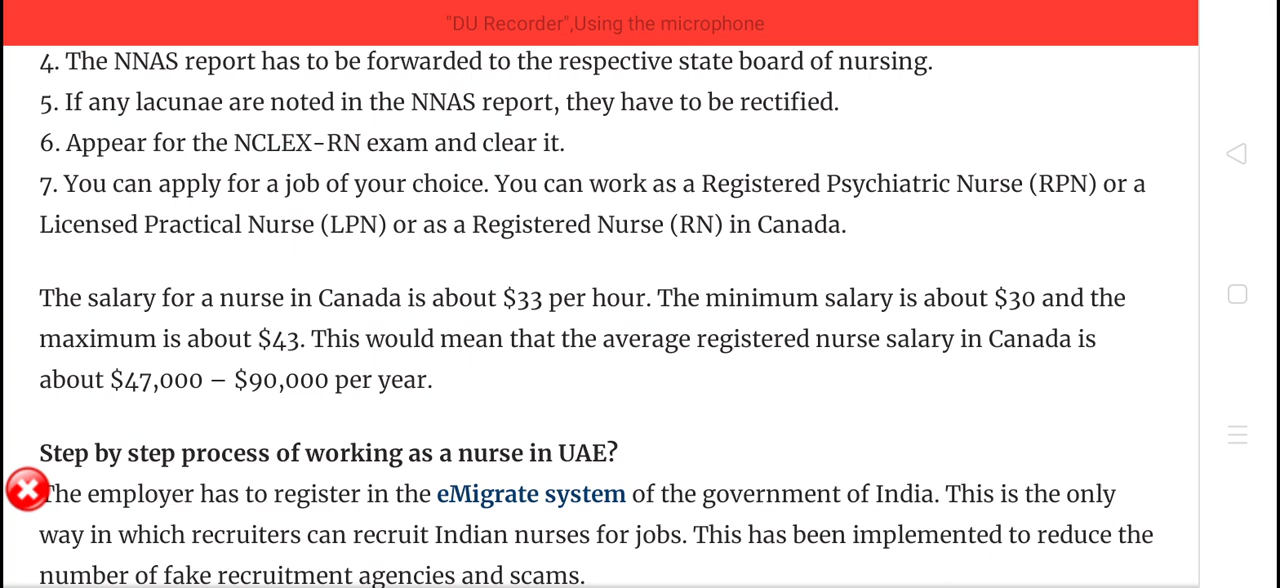 "DU Recorder",Using the microphone
4. The NNAS report has to be forwarded to the respective state board of nursing.
5. If any lacunae are noted in the NNAS report, they have to be rectified.
6. Appear for the NCLEX-RN exam and clear it.
7. You can apply for a job of your choice. You can work as a Registered Psychiatric Nurse (RPN) or a
Licensed Practical Nurse (LPN) or as a Registered Nurse (RN) in Canada.
The salary for a nurse in Canada is about $33 per hour. The minimum salary is about $30 and the
maximum is about $43. This would mean that the average registered nurse salary in Canada is
about $47,000 – $90,000 per year.
Step by step process of working as a nurse in UAE?
The employer has to register in the eMigrate system of the government of India. This is the only
way in which recruiters can recruit Indian nurses for jobs. This has been implemented to reduce the
number of fake recruitment agencies and scams.